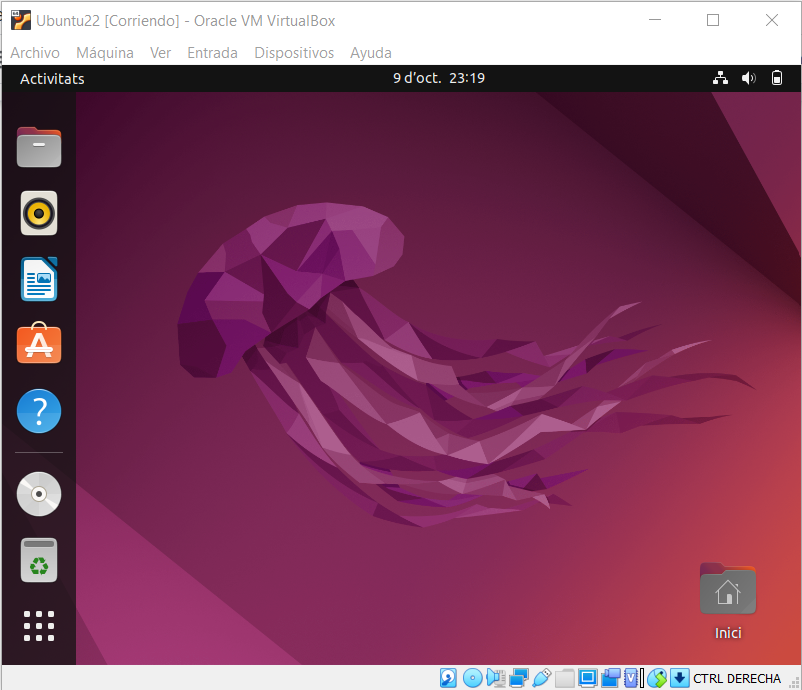 Ubuntu22 [Corriendo] - Oracle VM VirtualBox
Archivo Máquina Ver Entrada Dispositivos Ayuda
Activitats 9 d’oct. 23:19
Inici
CTRL DERECHA